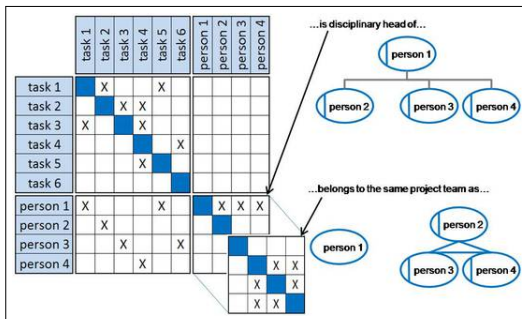 task 1 task 2 task 3 task 4 task 5 task 6 person 1 person 2 person 3 person 4
...is disciplinary head of...
person 1
person 2 person 3 person 4
task 1 X X
task 2 X X
task 3 X X
task 4 X
task 5 X
task 6
...belongs to the same project team as...
person 1 X X X X X
person 2 X
person 3 X X
person 4 X
X X
X X
X X
person 1
person 2
person 3 person 4